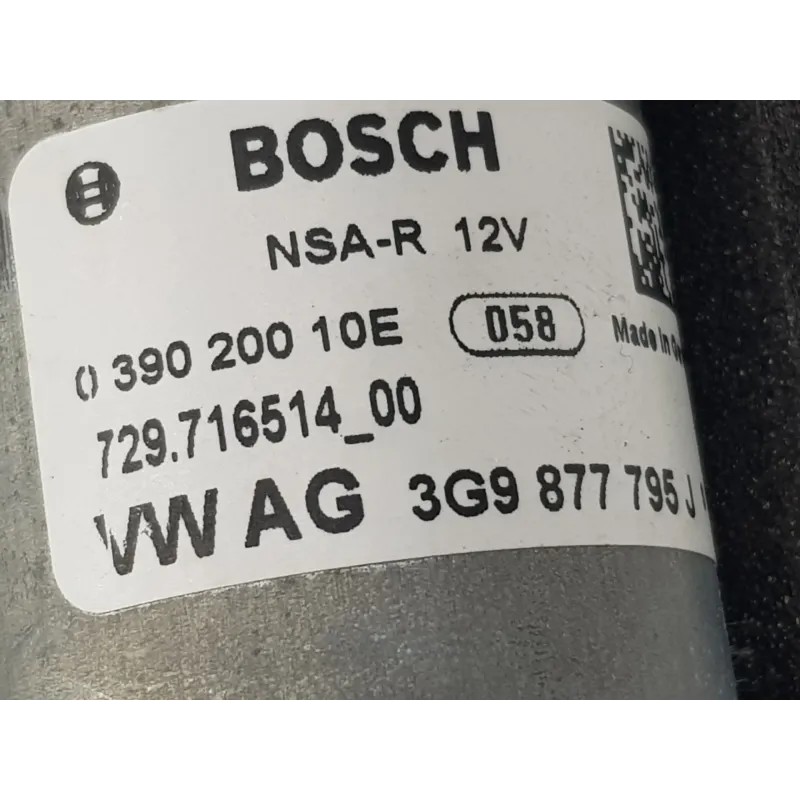 BOSCH
NSA-R 12V
0 390 200 10E 058
Made in
729.716514_00
VW AG 3G9 877 795 J